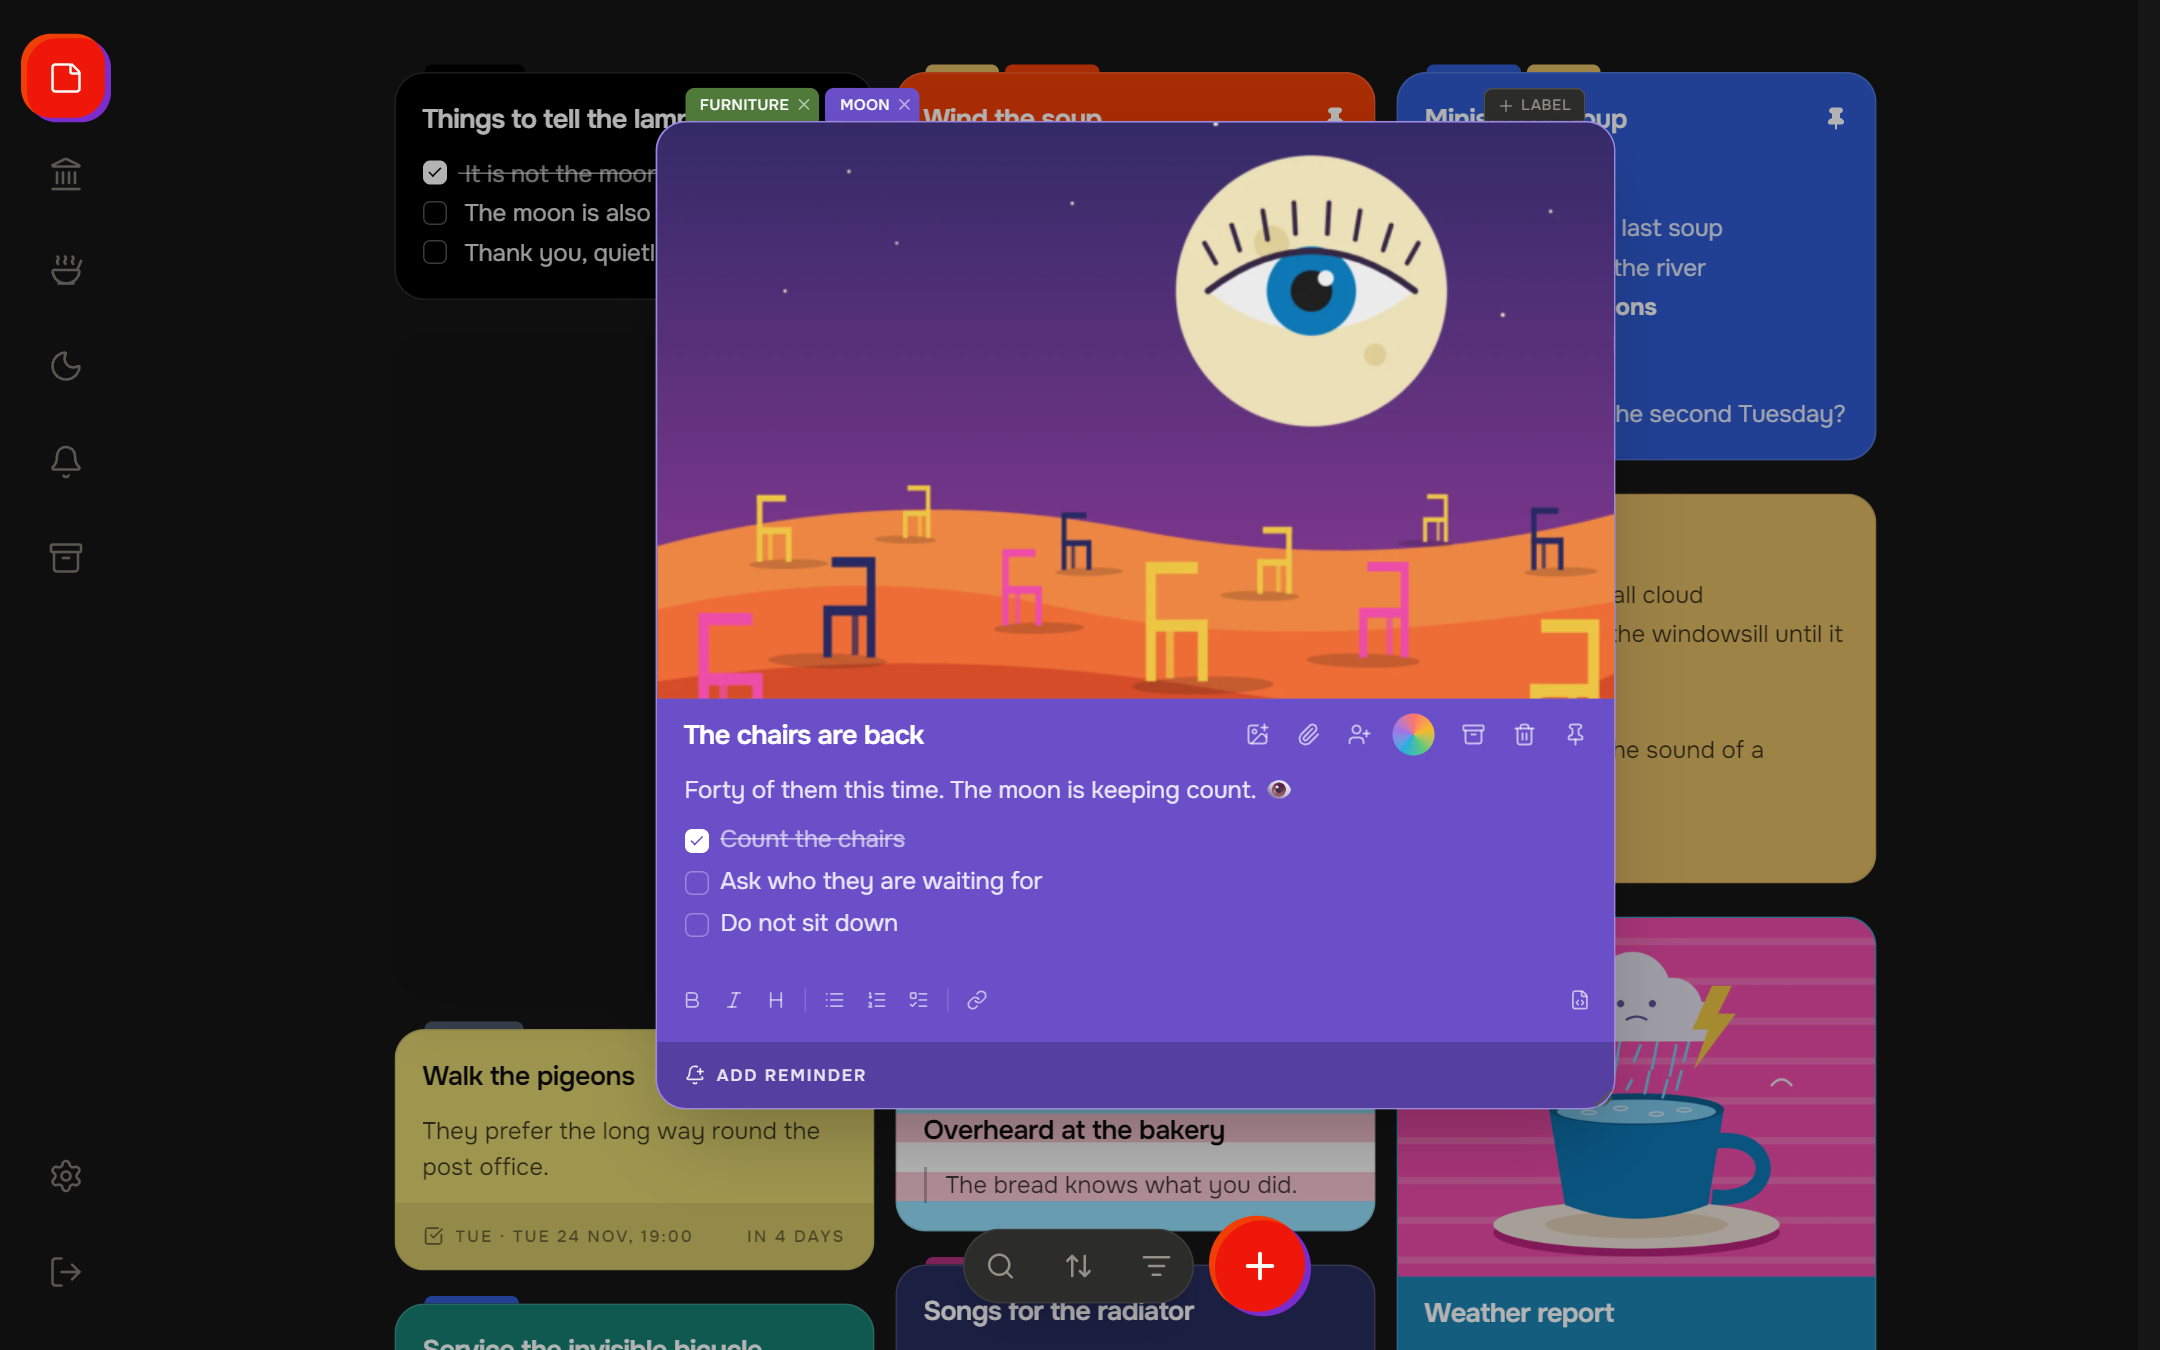 Things to tell the lamp
It is not the moon
The moon is also
Thank you, quietl
FURNITURE
MOON
Wind the soup
LABEL
last soup
the river
ons
he second Tuesday?
all cloud
the windowsill until it
he sound of a
The chairs are back
Forty of them this time. The moon is keeping count.
Count the chairs
Ask who they are waiting for
Do not sit down
B I H
ADD REMINDER
Walk the pigeons
They prefer the long way round the
post office.
TUE · TUE 24 NOV, 19:00
IN 4 DAYS
Overheard at the bakery
The bread knows what you did.
Songs for the radiator
Weather report
Service the invisible bicycle